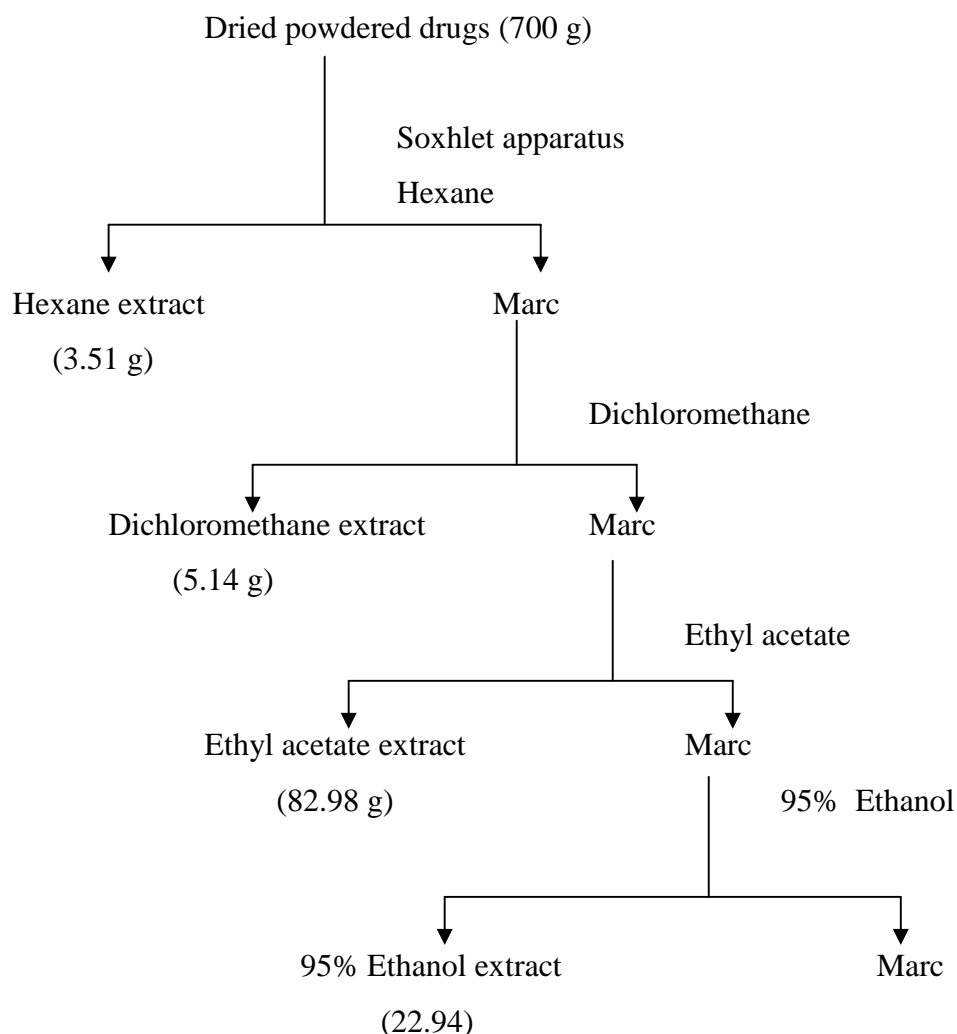 Dried powdered drugs (700 g)
Soxhlet apparatus
Hexane
Hexane extract
(3.51 g)
Marc
Dichloromethane
Dichloromethane extract
(5.14 g)
Marc
Ethyl acetate
Ethyl acetate extract
(82.98 g)
Marc
95% Ethanol
95% Ethanol extract
(22.94)
Marc